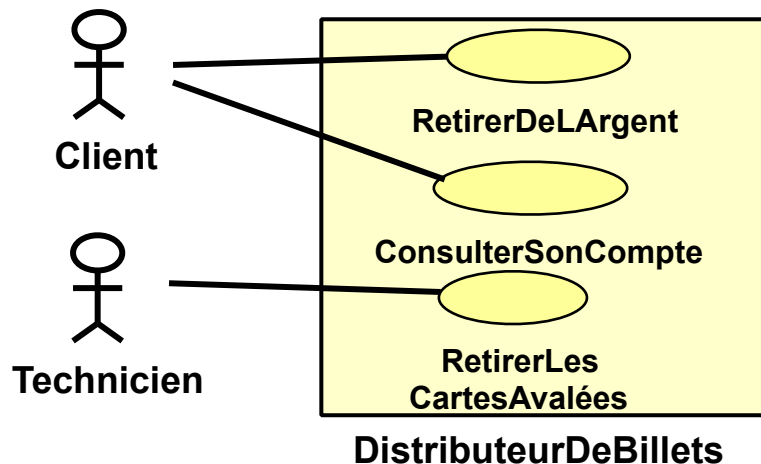 RetirerDeLArgent
Client
ConsulterSonCompte
RetirerLes
CartesAvalées
Technicien
DistributeurDeBillets